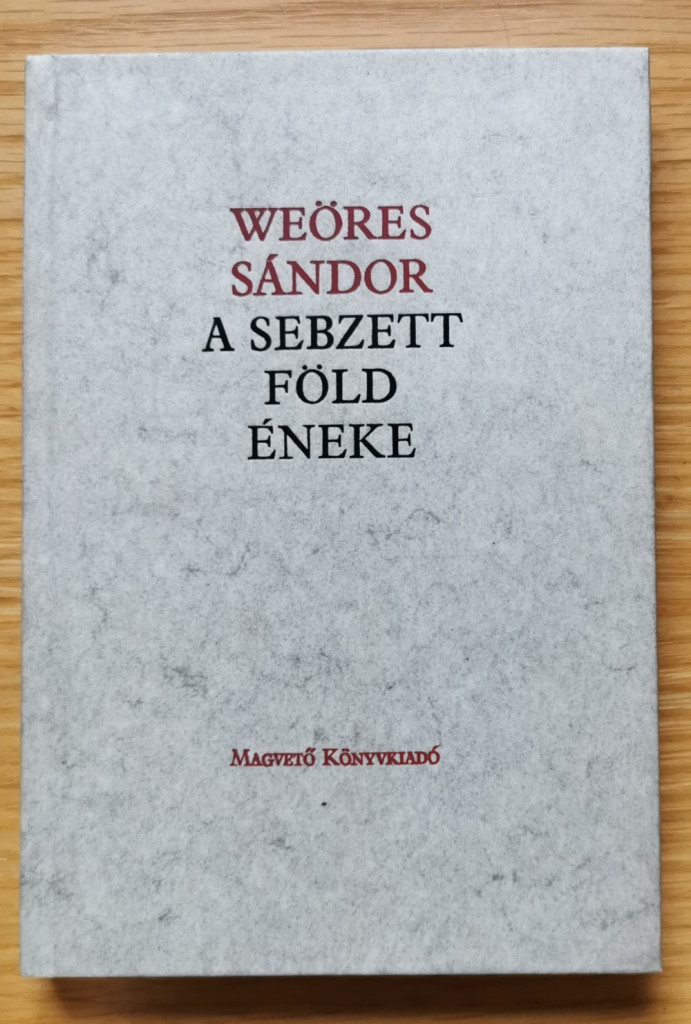 WEÖRES
SÁNDOR
A SEBZETT
FÖLD
ÉNEKE
MAGVETŐ KÖNYVKIADÓ